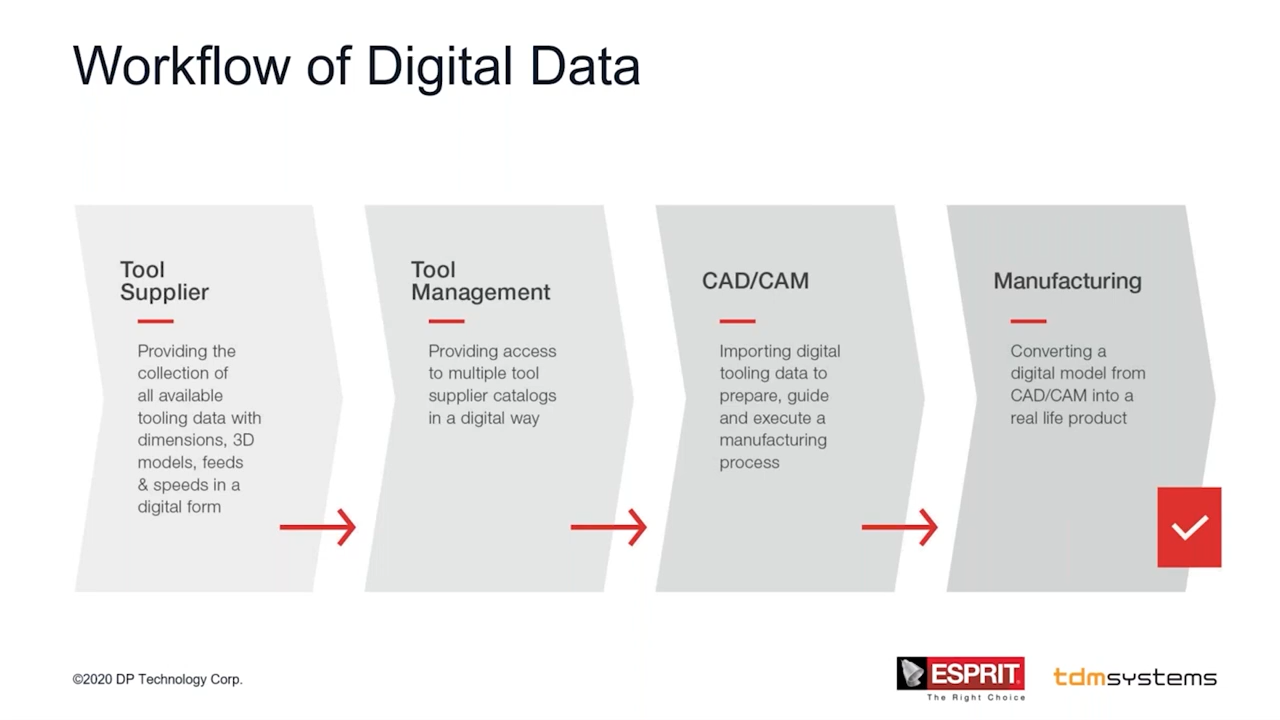 Workflow of Digital Data
Tool
Supplier
Providing the
collection of
all available
tooling data with
dimensions, 3D
models, feeds
& speeds in a
digital form
Tool
Management
Providing access
to multiple tool
supplier catalogs
in a digital way
CAD/CAM
Importing digital
tooling data to
prepare, guide
and execute a
manufacturing
process
Manufacturing
Converting a
digital model from
CAD/CAM into a
real life product
©2020 DP Technology Corp.
ESPRIT
The Right Choice
tdmsystems